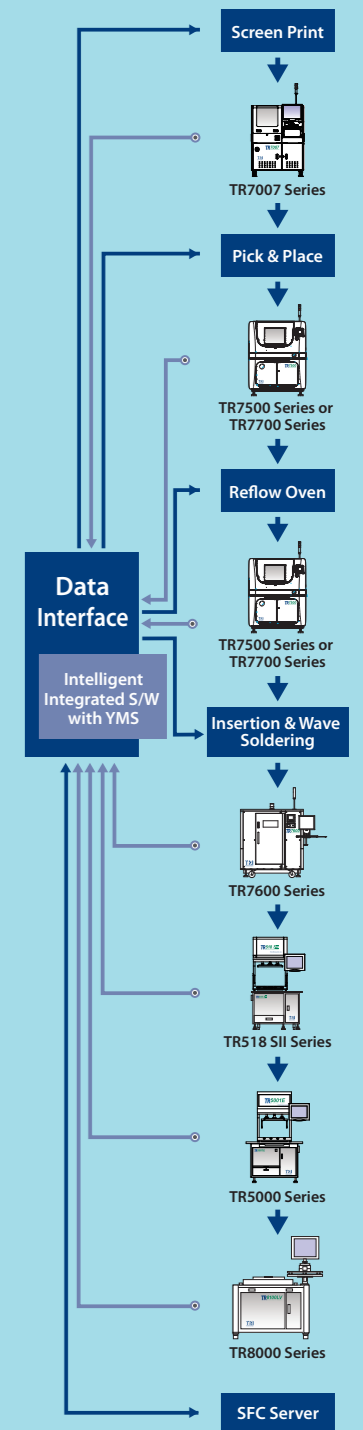 Screen Print
TR7007 Series
Pick & Place
TR7500 Series or
TR7700 Series
Reflow Oven
Data
Interface
Intelligent
Integrated S/W
with YMS
TR7500 Series or
TR7700 Series
Insertion & Wave
Soldering
TR7600 Series
TR518 SII Series
TR5001E
TR5000 Series
TR8000 Series
SFC Server